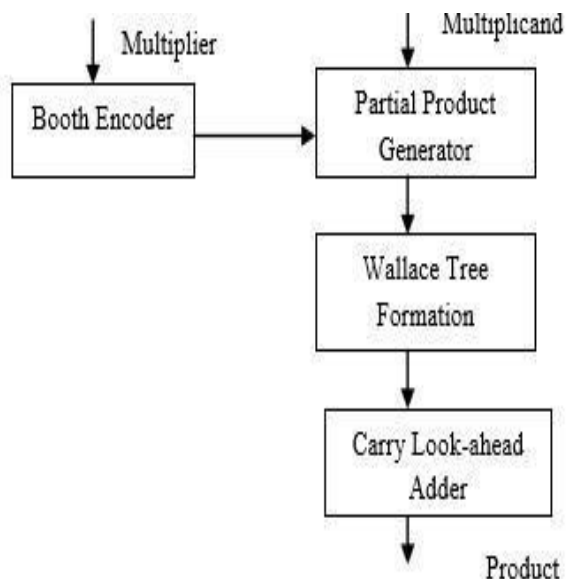 Multiplier
Multiplicand
Booth Encoder
Partial Product
Generator
Wallace Tree
Formation
Carry Look-ahead
Adder
Product